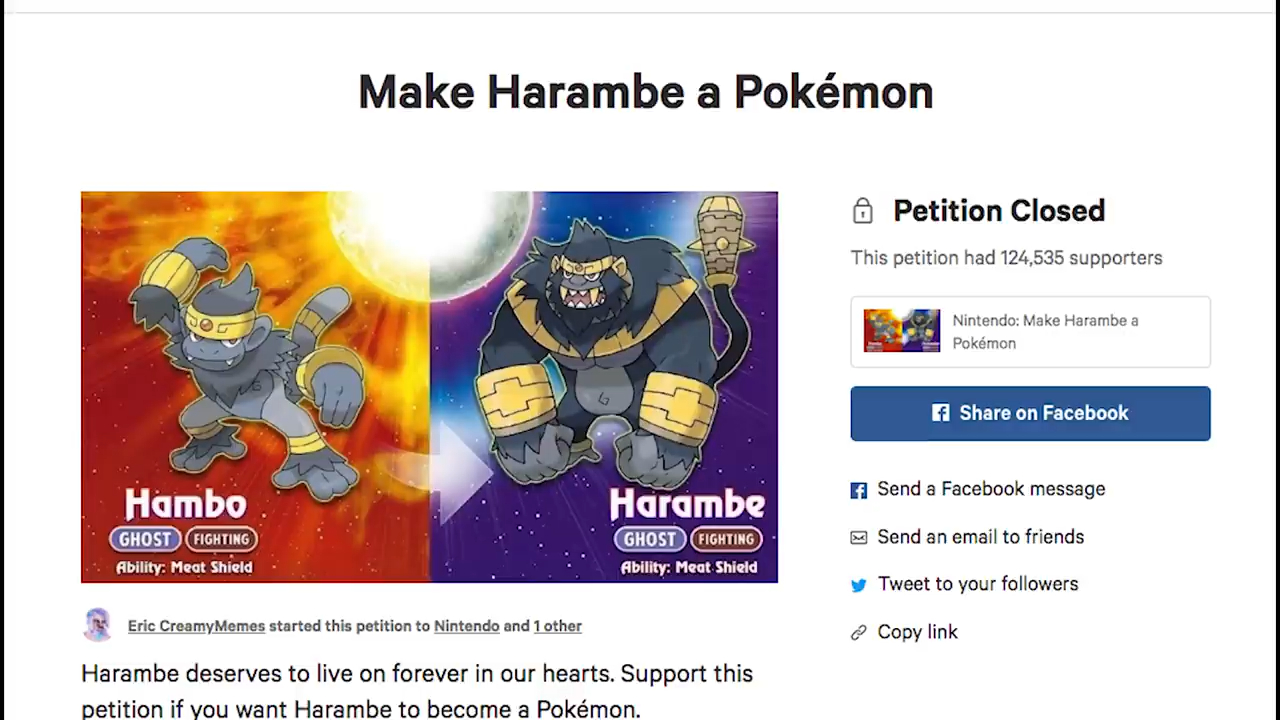 Make Harambe a Pokémon
Hambo
GHOST FIGHTING
Ability: Meat Shield
Harambe
GHOST FIGHTING
Ability: Meat Shield
Petition Closed
This petition had 124,535 supporters
Nintendo: Make Harambe a
Pokémon
Share on Facebook
Send a Facebook message
Send an email to friends
Tweet to your followers
Copy link
Eric CreamyMemes started this petition to Nintendo and 1 other
Harambe deserves to live on forever in our hearts. Support this
petition if you want Harambe to become a Pokémon.